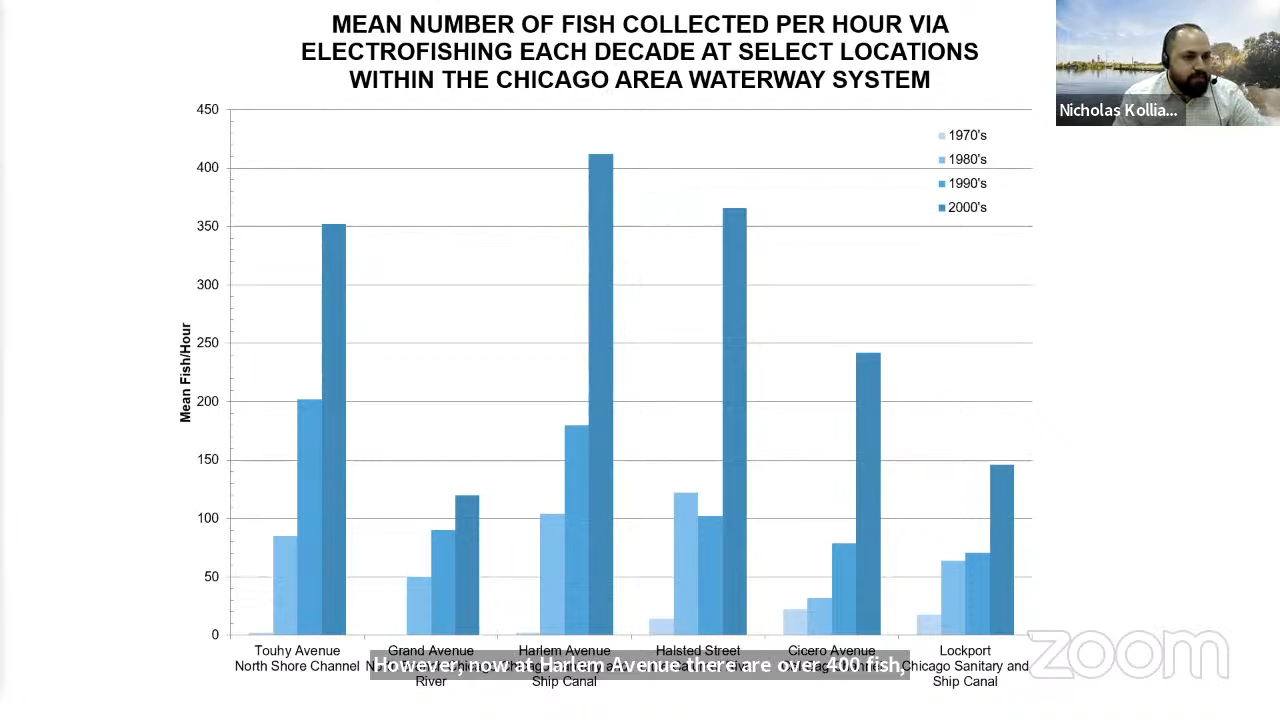 MEAN NUMBER OF FISH COLLECTED PER HOUR VIA
ELECTROFISHING EACH DECADE AT SELECT LOCATIONS
WITHIN THE CHICAGO AREA WATERWAY SYSTEM
Nicholas Kollia...
450
400
350
300
250
200
150
100
50
0
Mean Fish/Hour
1970's
1980's
1990's
2000's
Touhy Avenue
North Shore Channel
Grand Avenue
River
Harlem Avenue
Ship Canal
Halsted Street
Cicero Avenue
Lockport
Chicago Sanitary and
Ship Canal
However, now at Harlem Avenue there are over 400 fish,
zoom